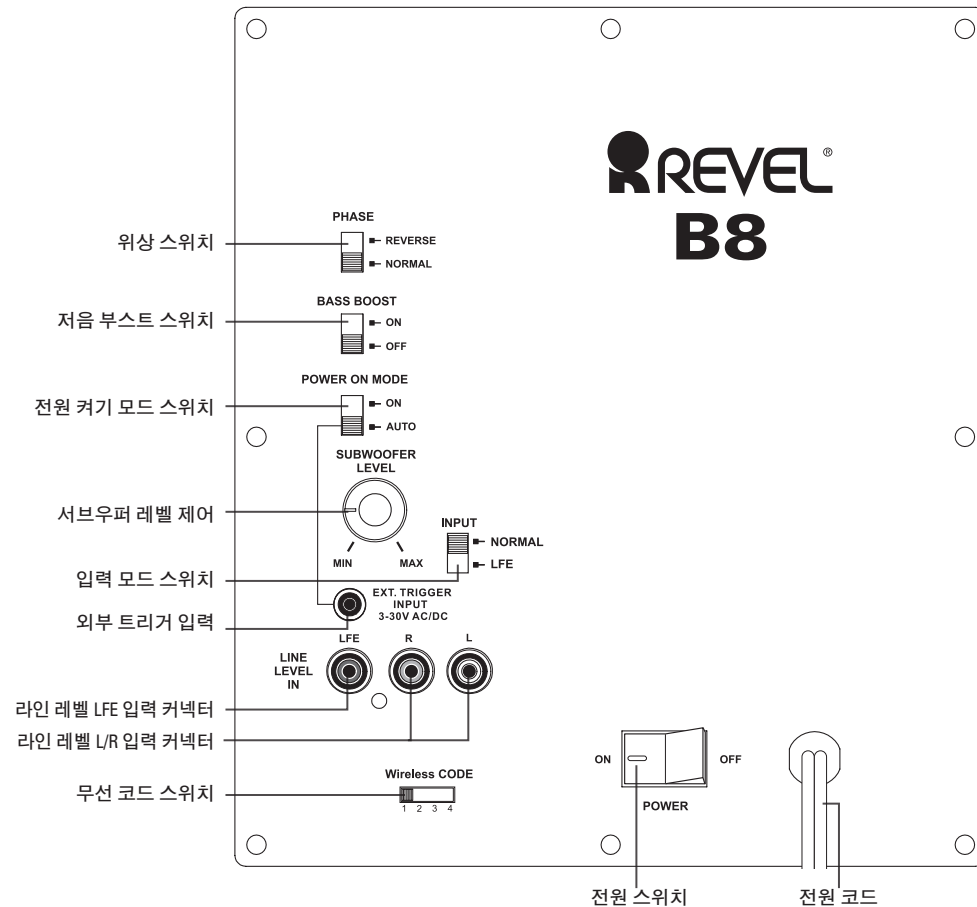 REVEL®
B8
PHASE
위상 스위치
REVERSE
NORMAL
BASS BOOST
저음 부스트 스위치
ON
OFF
POWER ON MODE
전원 켜기 모드 스위치
ON
AUTO
SUBWOOFER
LEVEL
서브우퍼 레벨 제어
MIN
MAX
INPUT
NORMAL
LFE
입력 모드 스위치
EXT. TRIGGER
INPUT
3-30V AC/DC
외부 트리거 입력
LFE
R
L
LINE
LEVEL
IN
라인 레벨 LFE 입력 커넥터
라인 레벨 L/R 입력 커넥터
Wireless CODE
무선 코드 스위치
1 2 3 4
ON
OFF
POWER
전원 스위치
전원 코드